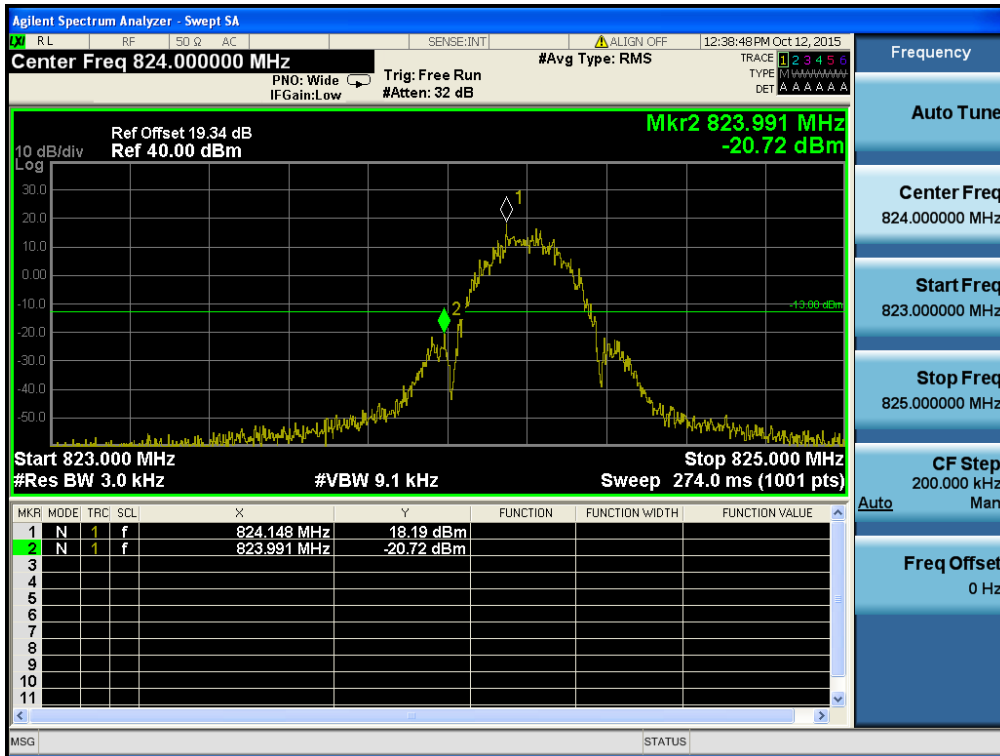 Agilent Spectrum Analyzer - Swept SA
LXI RL RF 50 Ω AC SENSE:INT ALIGN OFF 12:38:48 PM Oct 12, 2015
Center Freq 824.000000 MHz
#Avg Type: RMS
TRACE 1 2 3 4 5 6
TYPE M
DET A A A A A A
PNO: Wide
IFGain:Low
Trig: Free Run
#Atten: 32 dB
Frequency
Auto Tune
Center Freq
824.000000 MHz
Start Freq
823.000000 MHz
Stop Freq
825.000000 MHz
CF Step
200.000 kHz
Auto Man
Freq Offset
0 Hz
Mkr2 823.991 MHz
-20.72 dBm
Ref Offset 19.34 dB
10 dB/div Ref 40.00 dBm
Log
30.0
20.0
10.0
0.00
-10.0
-20.0
-30.0
-40.0
-50.0
1
2
-13.00 dBm
Start 823.000 MHz Stop 825.000 MHz
#Res BW 3.0 kHz #VBW 9.1 kHz Sweep 274.0 ms (1001 pts)
MKR MODE TRC SCL X Y FUNCTION FUNCTION WIDTH FUNCTION VALUE
1 N 1 f 824.148 MHz 18.19 dBm
2 N 1 f 823.991 MHz -20.72 dBm
3
4
5
6
7
8
9
10
11
MSG STATUS